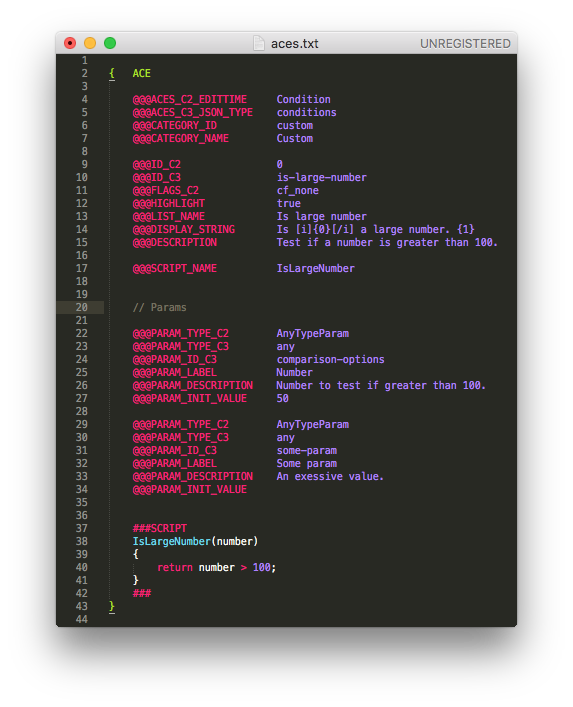 aces.txt UNREGISTERED
1
2 { ACE
3
4 @@@ACES_C2_EDITTIME Condition
5 @@@ACES_C3_JSON_TYPE conditions
6 @@@CATEGORY_ID custom
7 @@@CATEGORY_NAME Custom
8
9 @@@ID_C2 0
10 @@@ID_C3 is-large-number
11 @@@FLAGS_C2 cf_none
12 @@@HIGHLIGHT true
13 @@@LIST_NAME Is large number
14 @@@DISPLAY_STRING Is [i]{0}[/i] a large number. {1}
15 @@@DESCRIPTION Test if a number is greater than 100.
16
17 @@@SCRIPT_NAME IsLargeNumber
18
19
20 // Params
21
22 @@@PARAM_TYPE_C2 AnyTypeParam
23 @@@PARAM_TYPE_C3 any
24 @@@PARAM_ID_C3 comparison-options
25 @@@PARAM_LABEL Number
26 @@@PARAM_DESCRIPTION Number to test if greater than 100.
27 @@@PARAM_INIT_VALUE 50
28
29 @@@PARAM_TYPE_C2 AnyTypeParam
30 @@@PARAM_TYPE_C3 any
31 @@@PARAM_ID_C3 some-param
32 @@@PARAM_LABEL Some param
33 @@@PARAM_DESCRIPTION An exessive value.
34 @@@PARAM_INIT_VALUE
35
36
37 ###SCRIPT
38 IsLargeNumber(number)
39 {
40 return number > 100;
41 }
42 ###
43 }
44